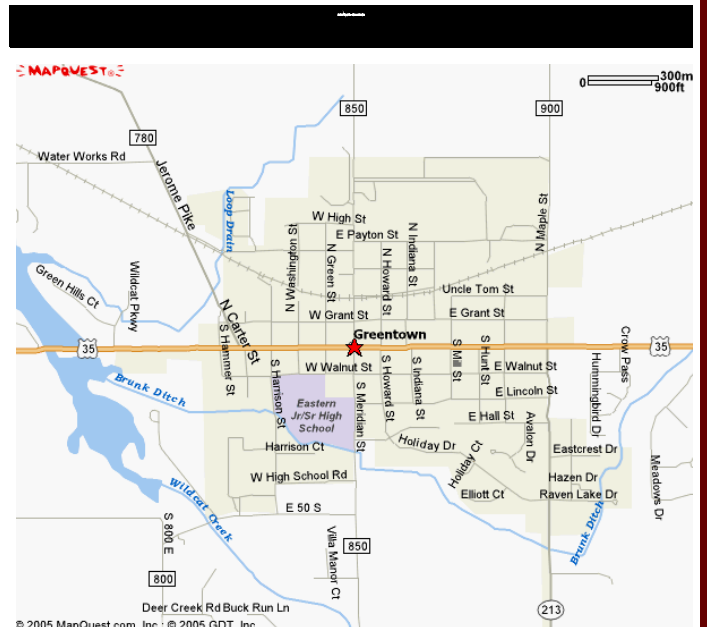 MAPQUEST®
0 300m
900ft
850
900
780
Water Works Rd
Jerome Pike
Loop Drain
W High St
E Payton St
N Washington St
N Green St
N Howard St
N Indiana St
N Maple St
Green Hills Ct
Wildcat Pkwy
Uncle Tom St
W Grant St
E Grant St
N Carter St
Greentown
35
35
S Hammer St
W Walnut St
E Walnut St
S Harrison St
S Meridian St
S Howard St
S Indiana St
S Mill St
S Hunt St
Crow Pass
Hummingbird Dr
Brunk Ditch
E Lincoln St
Eastern
Jr/Sr High
School
E Hall St
Avalon Dr
Harrison Ct
Holiday Dr
Holiday Ct
Eastcrest Dr
W High School Rd
Hazen Dr
Elliott Ct
Raven Lake Dr
Meadows Dr
Wildcat Creek
E 50 S
S 800 E
Villa Manor Ct
850
Brunk Ditch
800
Deer Creek Rd
Buck Run Ln
213
© 2005 MapQuest.com, Inc.; © 2005 GDT, Inc.